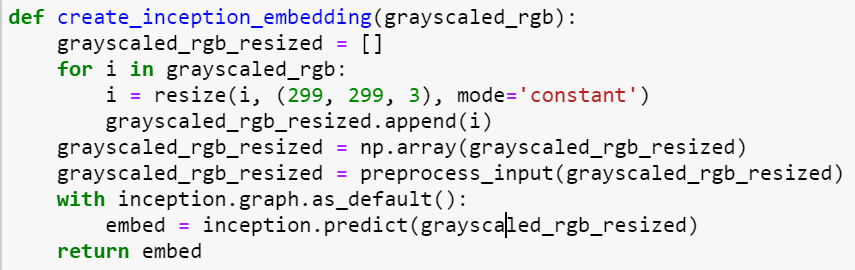 def create_inception_embedding(grayscaled_rgb):
    grayscaled_rgb_resized = []
    for i in grayscaled_rgb:
        i = resize(i, (299, 299, 3), mode='constant')
        grayscaled_rgb_resized.append(i)
    grayscaled_rgb_resized = np.array(grayscaled_rgb_resized)
    grayscaled_rgb_resized = preprocess_input(grayscaled_rgb_resized)
    with inception.graph.as_default():
        embed = inception.predict(grayscaled_rgb_resized)
    return embed